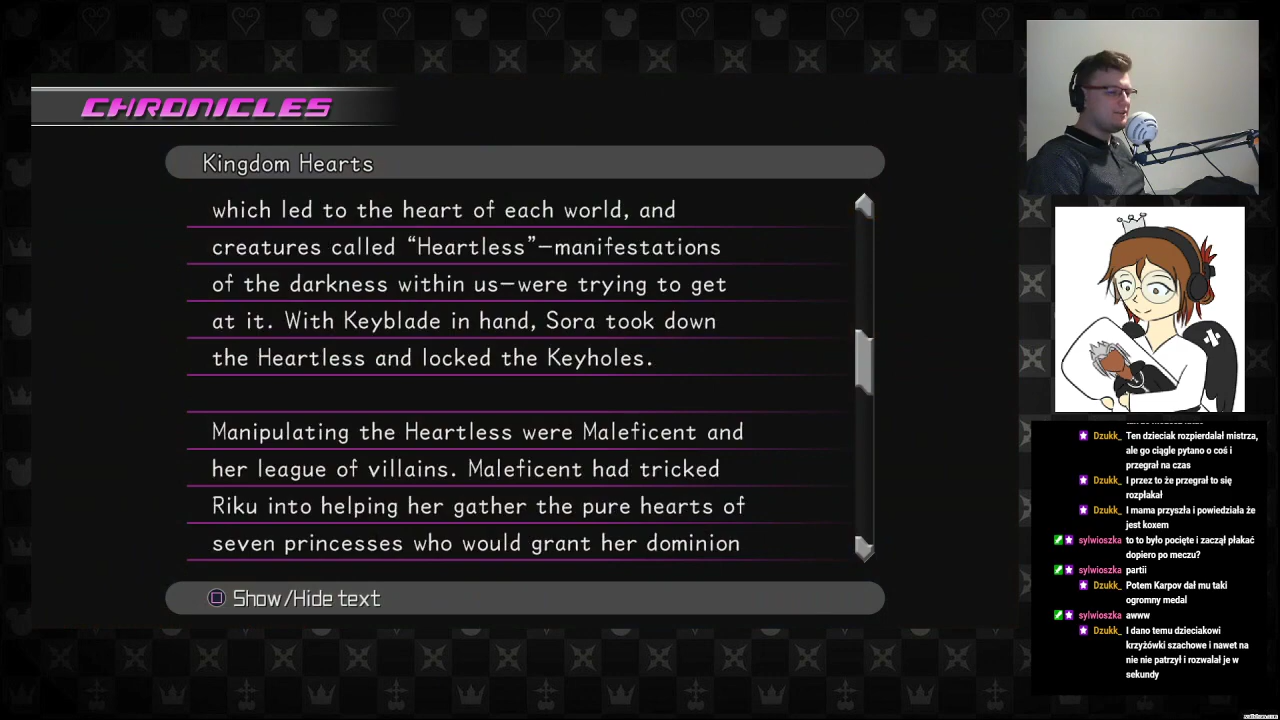 CHRONICLES
Kingdom Hearts
which led to the heart of each world, and
creatures called “Heartless”—manifestations
of the darkness within us—were trying to get
at it. With Keyblade in hand, Sora took down
the Heartless and locked the Keyholes.
Manipulating the Heartless were Maleficent and
her league of villains. Maleficent had tricked
Riku into helping her gather the pure hearts of
seven princesses who would grant her dominion
Show/Hide text
Dzukk_ Ten dzieciak rozpierdalał mistrza,
ale go ciągle pytano o coś i
przegrał na czas
Dzukk_ I przez to że przegrał to się
rozpłakał
Dzukk_ I mama przyszła i powiedziała że
jest koxem
sylwioszka to to było pocięte i zaczął płakać
dopiero po meczu?
sylwioszka partii
Dzukk_ Potem Karpov dał mu taki
ogromny medal
sylwioszka awww
Dzukk_ I dano temu dzieciakowi
krzyżówki szachowe i nawet na
nie nie patrzył i rozwalał je w
sekundy